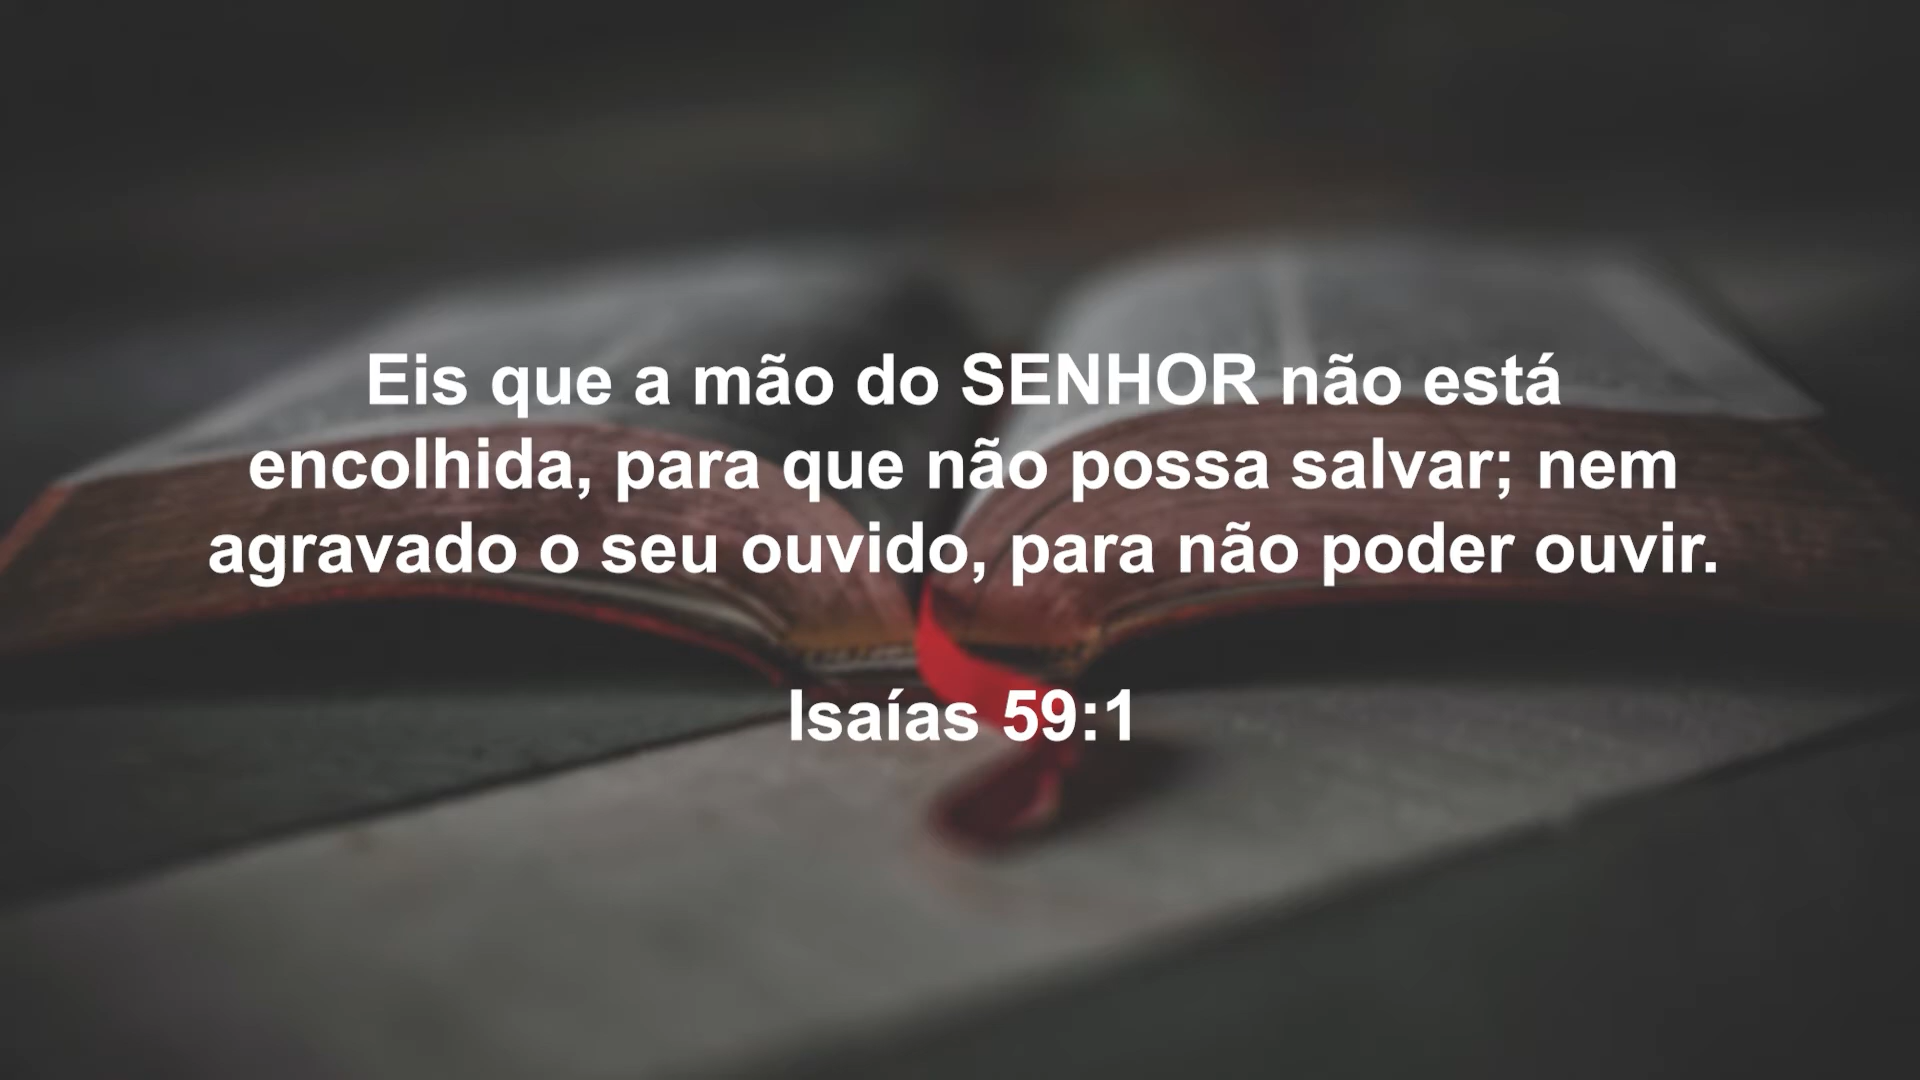 Eis que a mão do SENHOR não está
encolhida, para que não possa salvar; nem
agravado o seu ouvido, para não poder ouvir.
Isaías 59:1